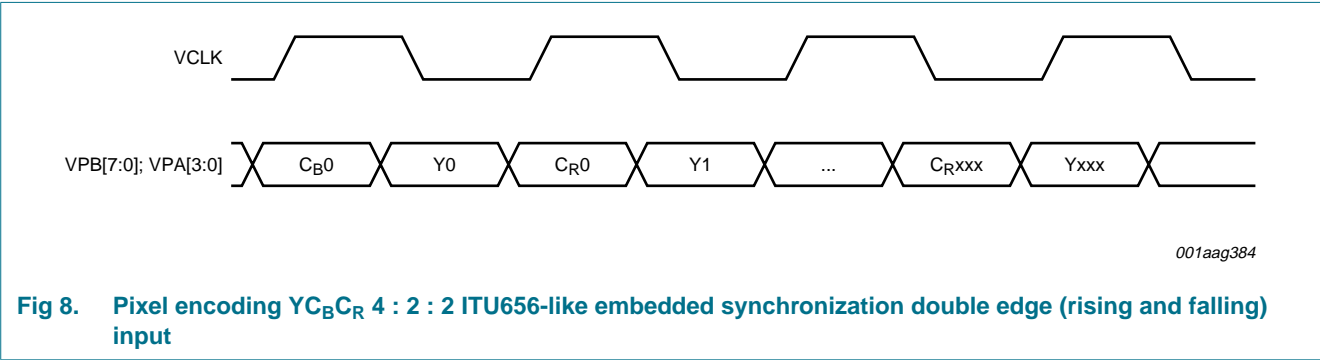 VCLK
VPB[7:0]; VPA[3:0] CB0 Y0 CR0 Y1 ... CRxxx Yxxx
001aag384
Fig 8. Pixel encoding YCBCR 4 : 2 : 2 ITU656-like embedded synchronization double edge (rising and falling)
input